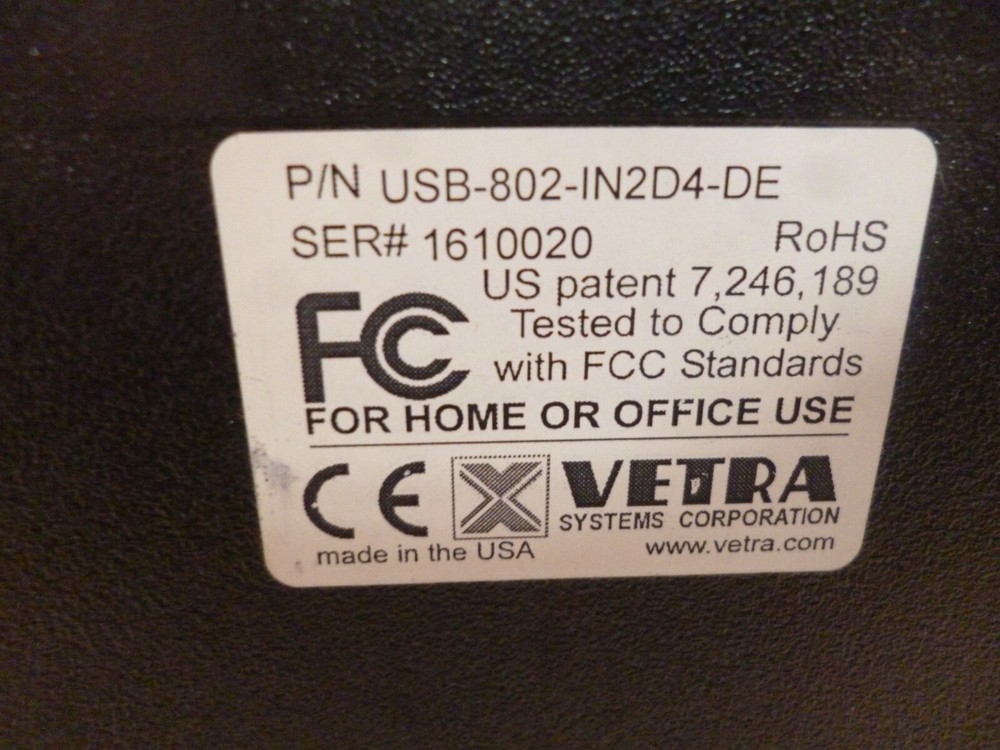 P/N USB-802-IN2D4-DE
SER# 1610020 RoHS
US patent 7,246,189
FC Tested to Comply
with FCC Standards
FOR HOME OR OFFICE USE
CE VETRA
SYSTEMS CORPORATION
made in the USA www.vetra.com